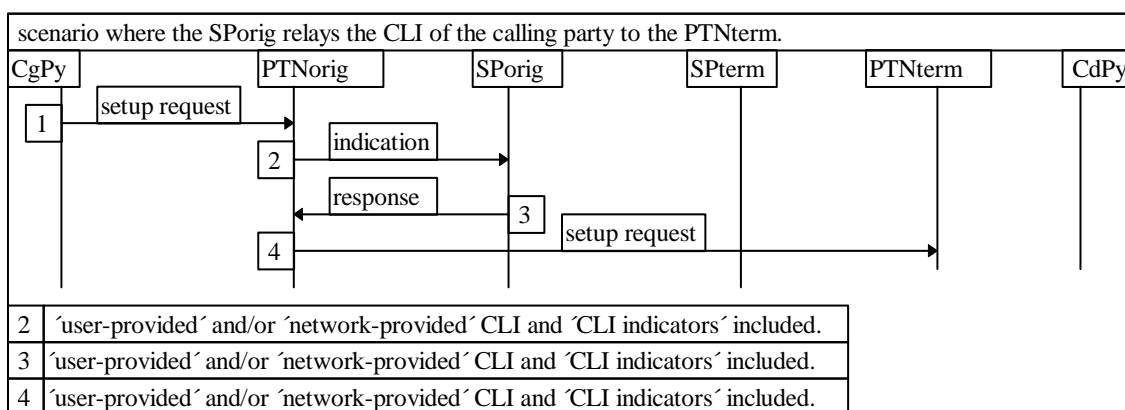 scenario where the SPorig relays the CLI of the calling party to the PTNterm.
CgPy PTNorig SPorig SPterm PTNterm CdPy
setup request
1
indication
2
response
3
setup request
4
2 ´user-provided´ and/or ´network-provided´ CLI and ´CLI indicators´ included.
3 ´user-provided´ and/or ´network-provided´ CLI and ´CLI indicators´ included.
4 ´user-provided´ and/or ´network-provided´ CLI and ´CLI indicators´ included.